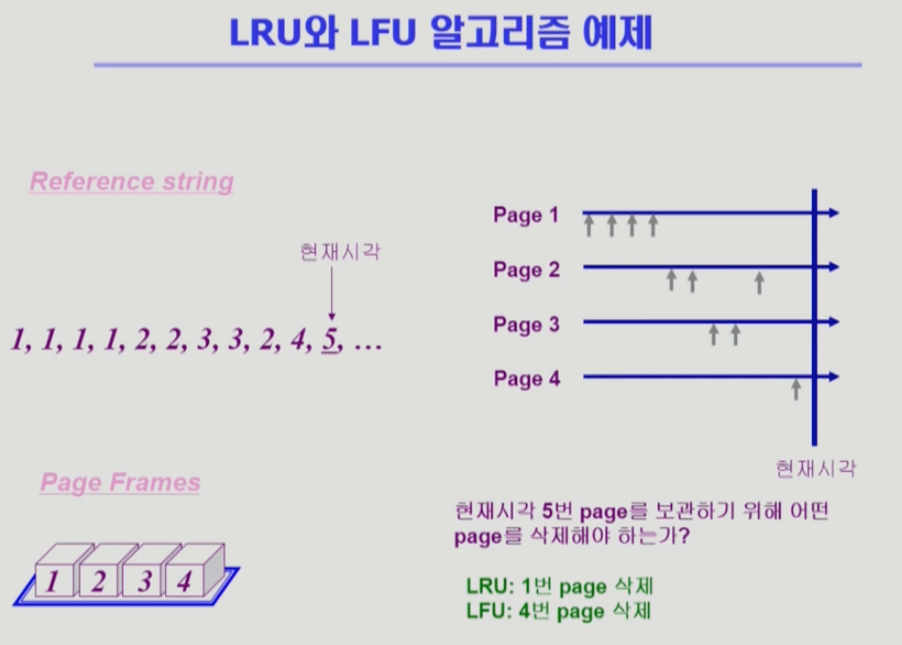 LRU와 LFU 알고리즘 예제
Reference string
현재시각
1, 1, 1, 1, 2, 2, 3, 3, 2, 4, 5, ...
Page Frames
1 2 3 4
Page 1
Page 2
Page 3
Page 4
현재시각
현재시각 5번 page를 보관하기 위해 어떤
page를 삭제해야 하는가?
LRU: 1번 page 삭제
LFU: 4번 page 삭제